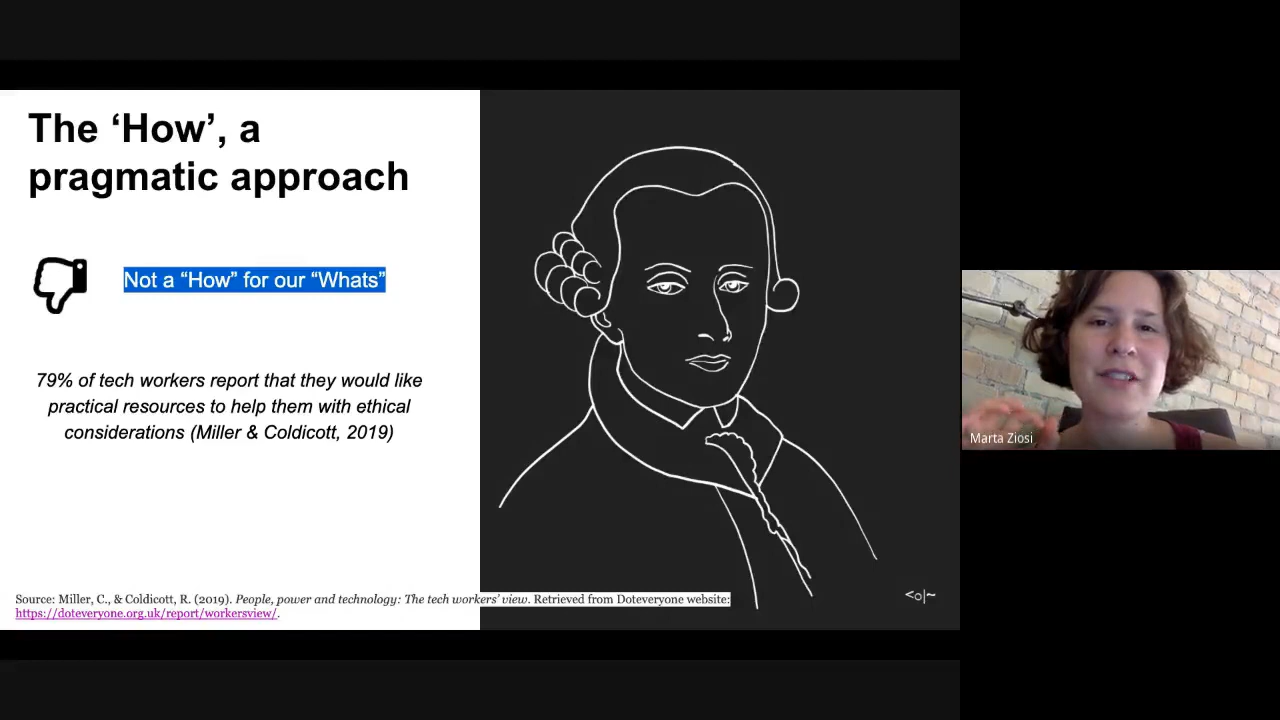 The ‘How’, a
pragmatic approach
Not a “How” for our “Whats”
79% of tech workers report that they would like
practical resources to help them with ethical
considerations (Miller & Coldicott, 2019)
Source: Miller, C., & Coldicott, R. (2019). People, power and technology: The tech workers’ view. Retrieved from Doteveryone website:
https://doteveryone.org.uk/report/workersview/.
<o|~
Marta Ziosi